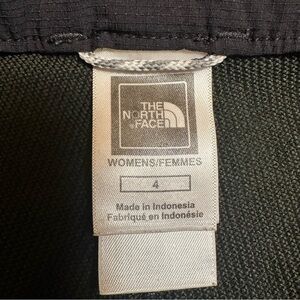 THE
NORTH
FACE
WOMENS/FEMMES
4
Made in Indonesia
Fabriqué en Indonésie